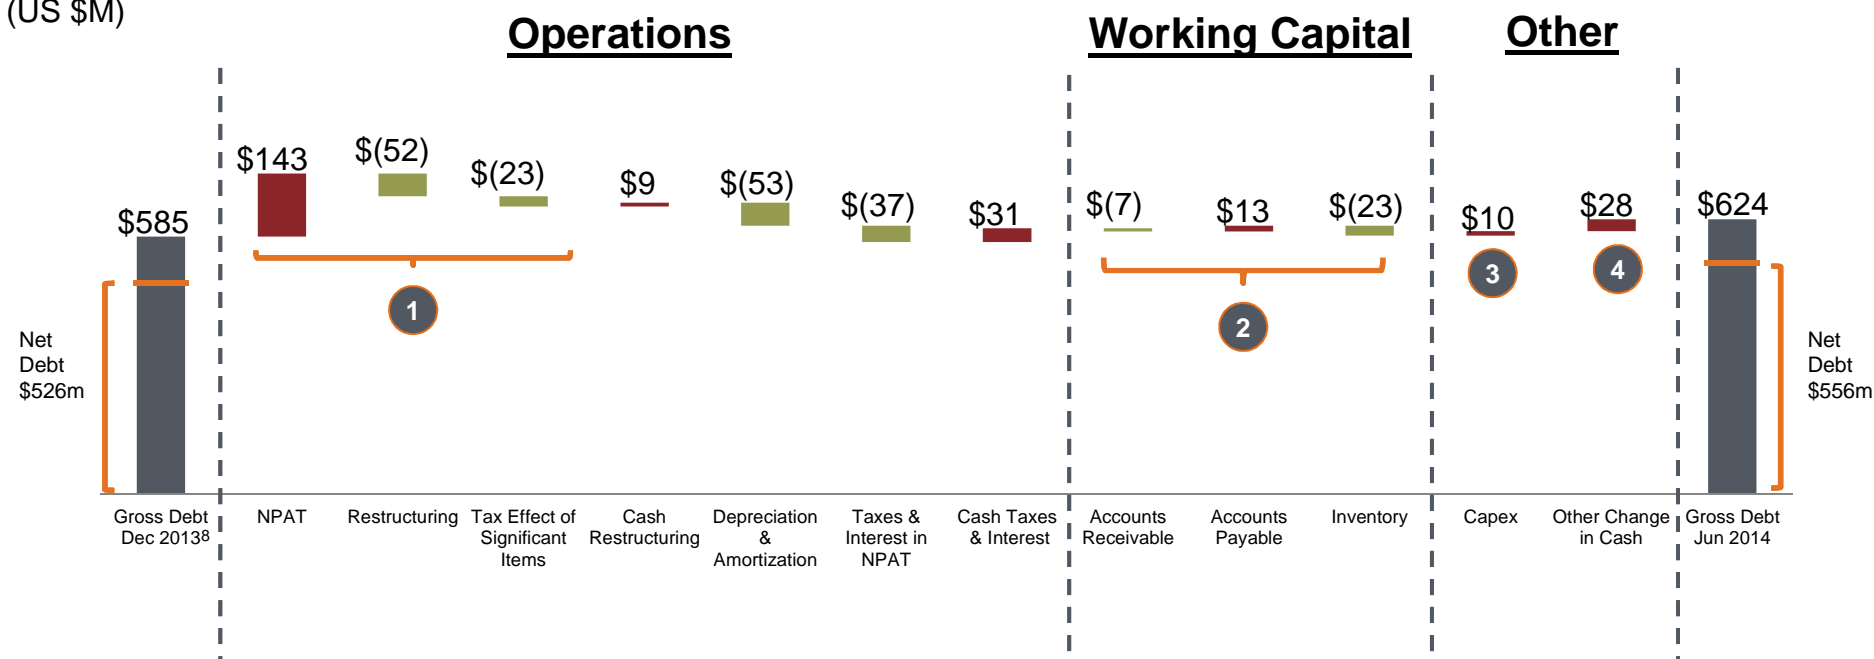 (US $M)
Operations
Working Capital
Other
$585
$143
$(52)
$(23)
$9
$(53)
$(37)
$31
$(7)
$13
$(23)
$10
$28
$624
1
2
3
4
Net
Debt
$526m
Net
Debt
$556m
Gross Debt
Dec 2013⁸
NPAT
Restructuring
Tax Effect of
Significant
Items
Cash
Restructuring
Depreciation
&
Amortization
Taxes &
Interest in
NPAT
Cash Taxes
& Interest
Accounts
Receivable
Accounts
Payable
Inventory
Capex
Other Change
in Cash
Gross Debt
Jun 2014